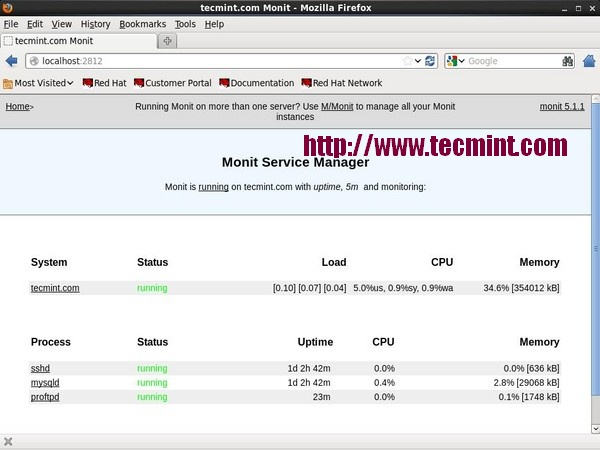 tecmint.com Monit - Mozilla Firefox
File Edit View History Bookmarks Tools Help
tecmint.com Monit
localhost:2812 Google
Most Visited Red Hat Customer Portal Documentation Red Hat Network
Home> Running Monit on more than one server? Use M/Monit to manage all your Monit monit 5.1.1
instances
http://www.tecmint.com
Monit Service Manager
Monit is running on tecmint.com with uptime, 5m and monitoring:
System Status Load CPU Memory
tecmint.com running [0.10] [0.07] [0.04] 5.0%us, 0.9%sy, 0.9%wa 34.6% [354012 kB]
Process Status Uptime CPU Memory
sshd running 1d 2h 42m 0.0% 0.0% [636 kB]
mysqld running 1d 2h 42m 0.4% 2.8% [29068 kB]
proftpd running 23m 0.0% 0.1% [1748 kB]